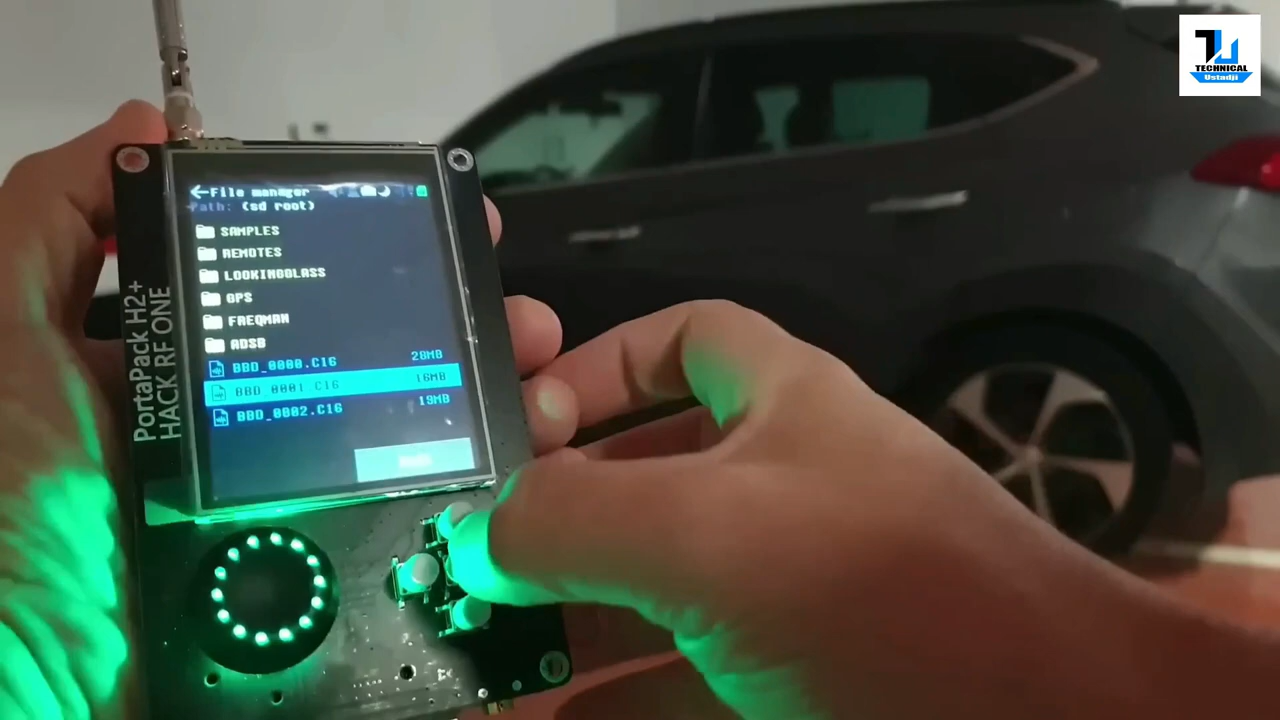 TECHNICAL
Ustadji
File manager
Path: (sd root)
SAMPLES
REMOTES
LOOKINGGLASS
GPS
FREQMAN
ADSB
BBD_0000.C16 28MB
BBD_0001.C16 16MB
BBD_0002.C16 19MB
PortaPack H2+
HACK RF ONE